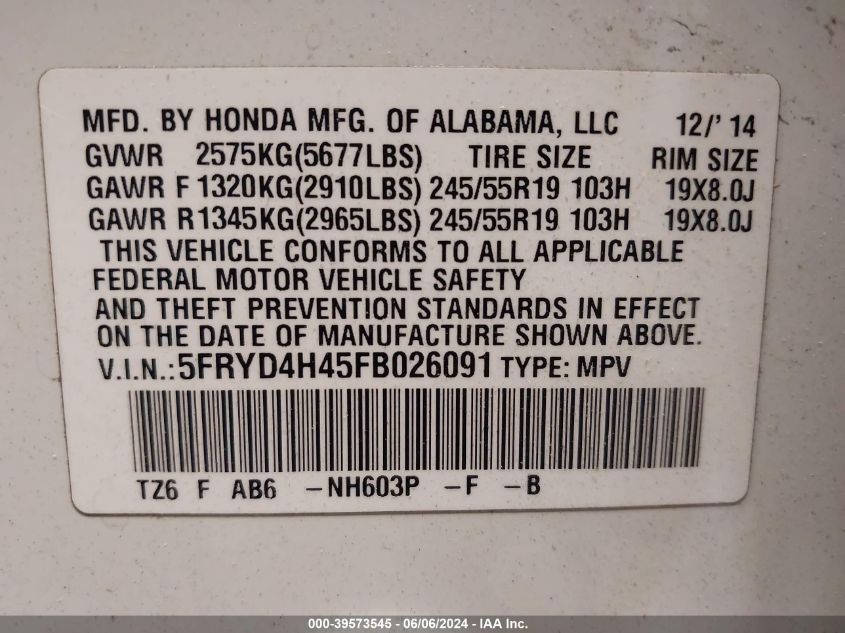 MFD. BY HONDA MFG. OF ALABAMA, LLC 12/' 14
GVWR 2575KG(5677LBS) TIRE SIZE RIM SIZE
GAWR F 1320KG(2910LBS) 245/55R19 103H 19X8.0J
GAWR R 1345KG(2965LBS) 245/55R19 103H 19X8.0J
THIS VEHICLE CONFORMS TO ALL APPLICABLE
FEDERAL MOTOR VEHICLE SAFETY
AND THEFT PREVENTION STANDARDS IN EFFECT
ON THE DATE OF MANUFACTURE SHOWN ABOVE.
V.I.N.: 5FRYD4H45FB026091 TYPE: MPV
TZ6 F AB6 -NH603P -F -B
000-39573545 - 06/06/2024 - IAA Inc.